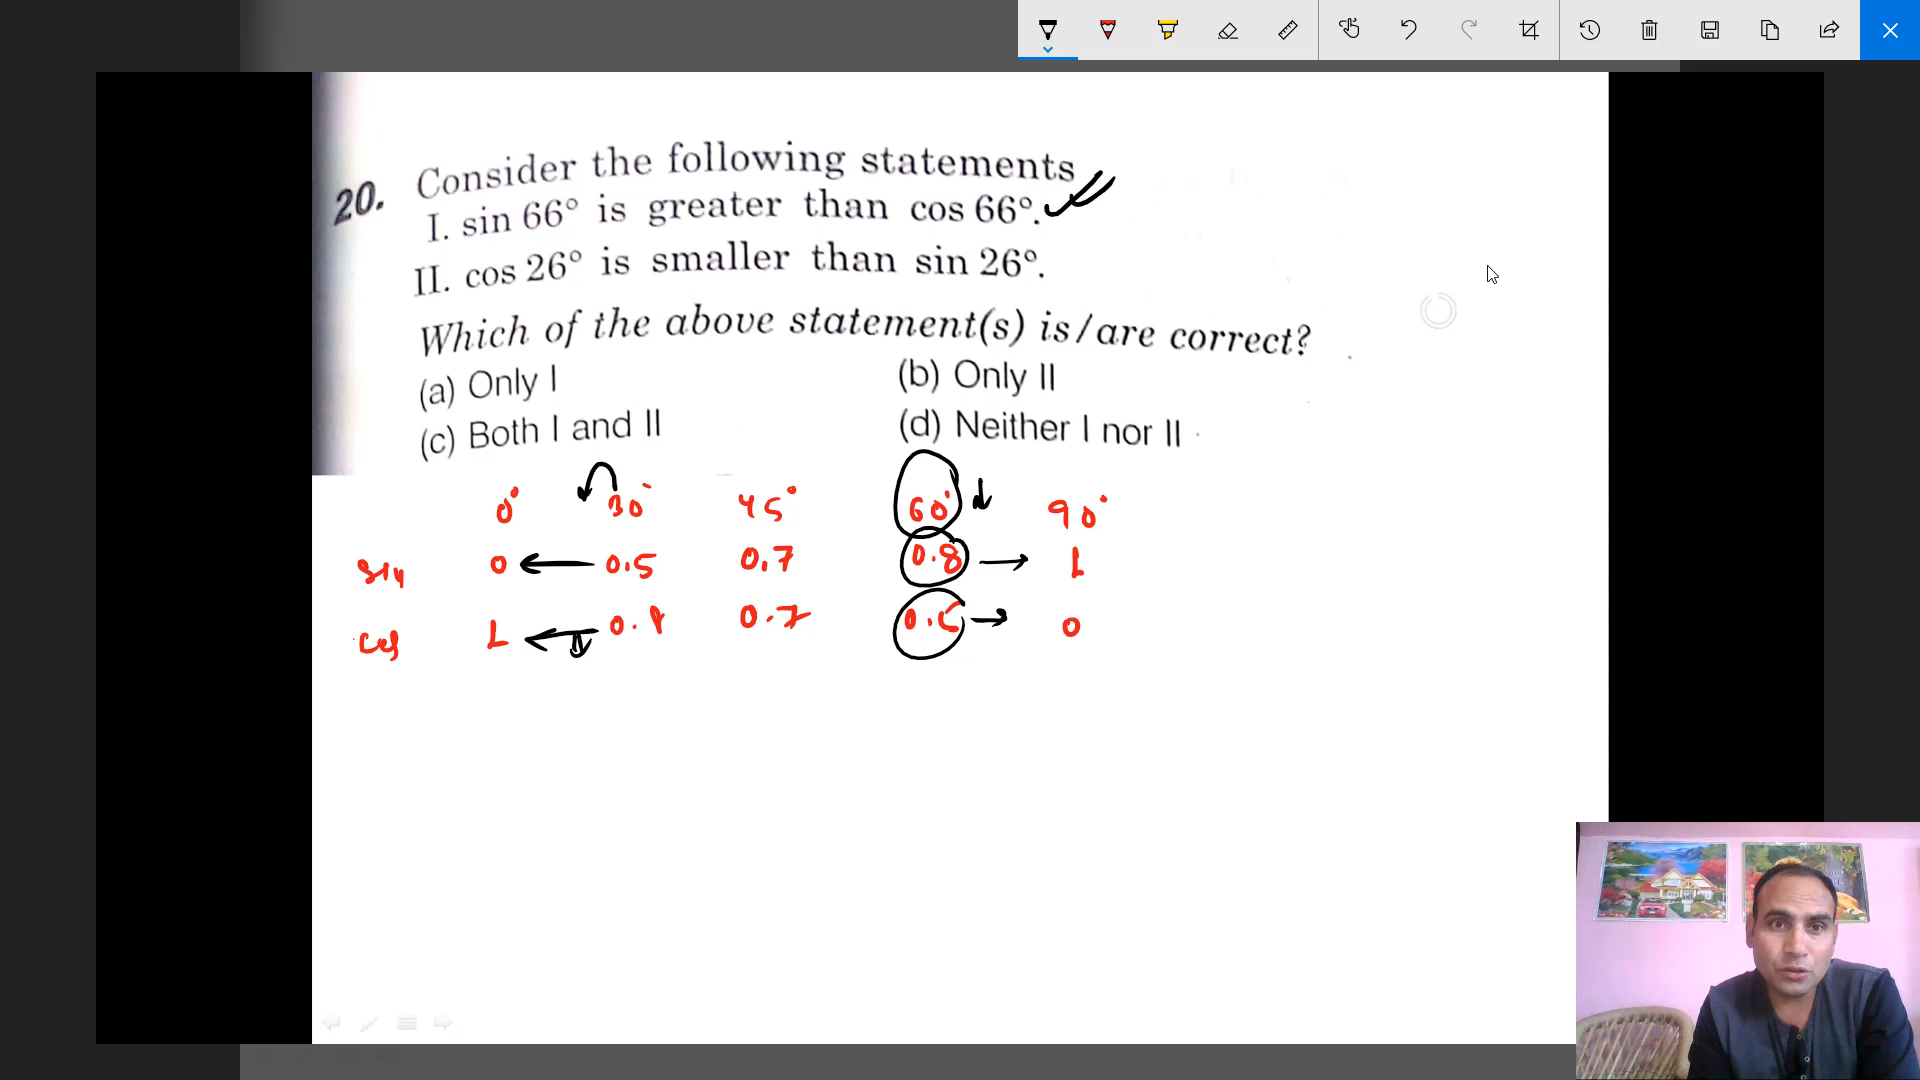 20. Consider the following statements
I. sin 66° is greater than cos 66°.
II. cos 26° is smaller than sin 26°.
Which of the above statement(s) is/are correct?
(a) Only I (b) Only II
(c) Both I and II (d) Neither I nor II
0° 30° 45° 60° 90°
sin 0 0.5 0.7 0.8 1
cos 1 0.8 0.7 0.5 0